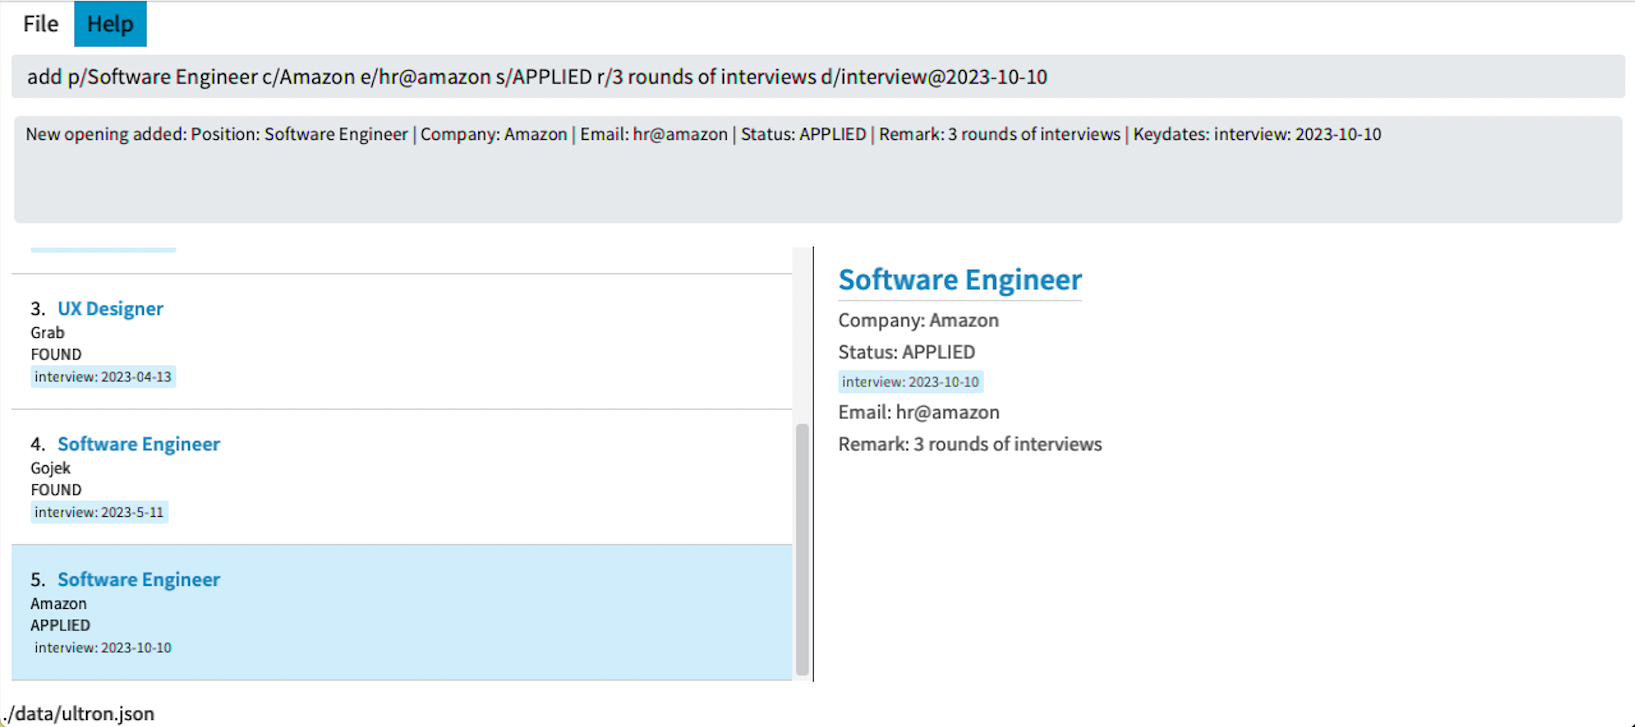 File Help
add p/Software Engineer c/Amazon e/hr@amazon s/APPLIED r/3 rounds of interviews d/interview@2023-10-10
New opening added: Position: Software Engineer | Company: Amazon | Email: hr@amazon | Status: APPLIED | Remark: 3 rounds of interviews | Keydates: interview: 2023-10-10
3. UX Designer
Grab
FOUND
interview: 2023-04-13
4. Software Engineer
Gojek
FOUND
interview: 2023-5-11
5. Software Engineer
Amazon
APPLIED
interview: 2023-10-10
Software Engineer
Company: Amazon
Status: APPLIED
interview: 2023-10-10
Email: hr@amazon
Remark: 3 rounds of interviews
./data/ultron.json